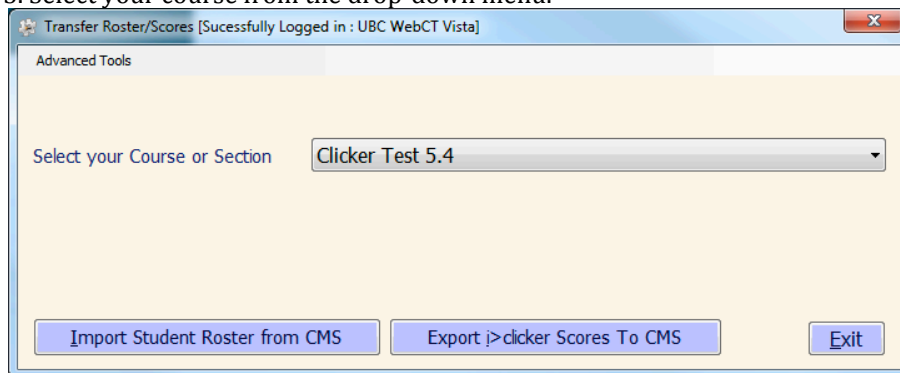 3. Select your course from the drop-down menu.
Transfer Roster/Scores [Sucessfully Logged in : UBC WebCT Vista]
x
Advanced Tools
Select your Course or Section
Clicker Test 5.4
Import Student Roster from CMS
Export i>clicker Scores To CMS
Exit